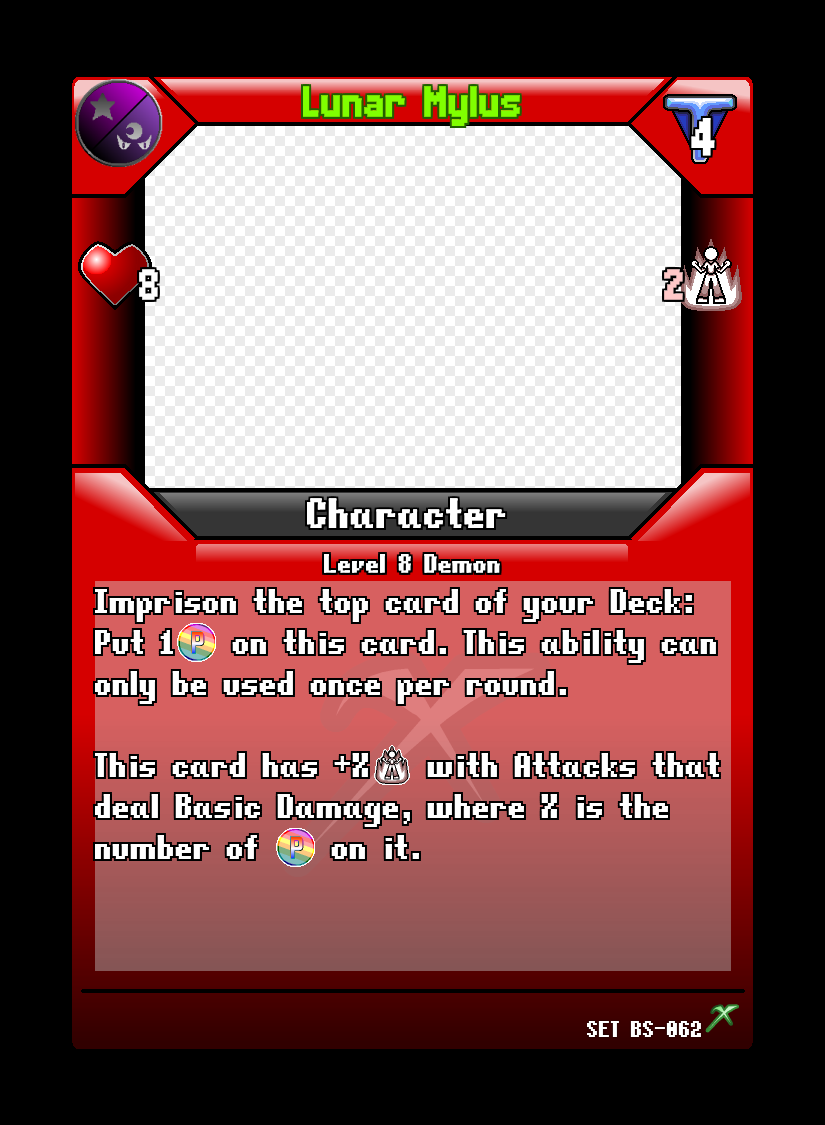 Lunar Mylus
4
8
2
Character
Level 8 Demon
Imprison the top card of your Deck:
Put 1 P on this card. This ability can
only be used once per round.
This card has +X with Attacks that
deal Basic Damage, where X is the
number of P on it.
SET BS-062